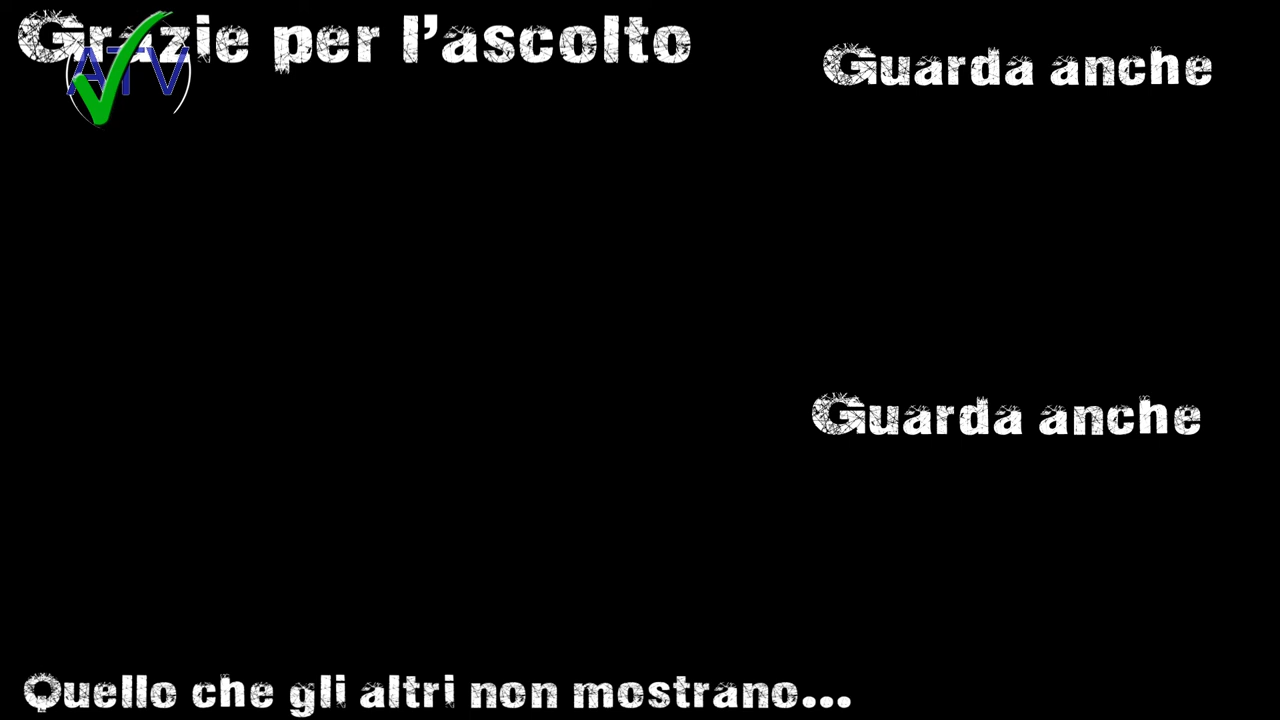 Grazie per l'ascolto
ATV
Guarda anche
Guarda anche
Quello che gli altri non mostrano...